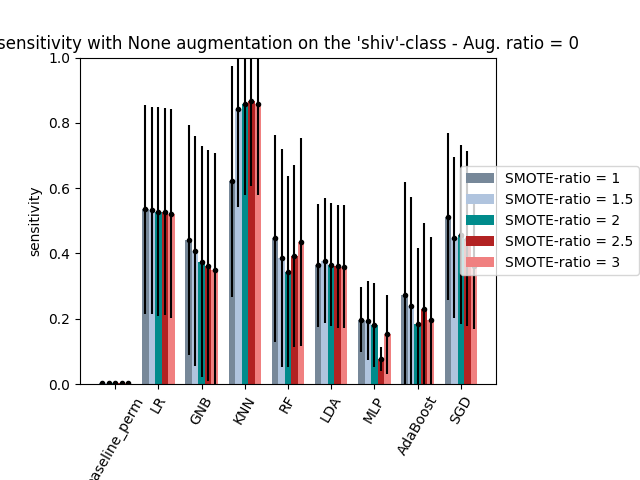 sensitivity with None augmentation on the 'shiv'-class - Aug. ratio = 0
1.0
0.8
0.6
0.4
0.2
0.0
sensitivity
SMOTE-ratio = 1
SMOTE-ratio = 1.5
SMOTE-ratio = 2
SMOTE-ratio = 2.5
SMOTE-ratio = 3
aseline_perm
LR
GNB
KNN
RF
LDA
MLP
AdaBoost
SGD